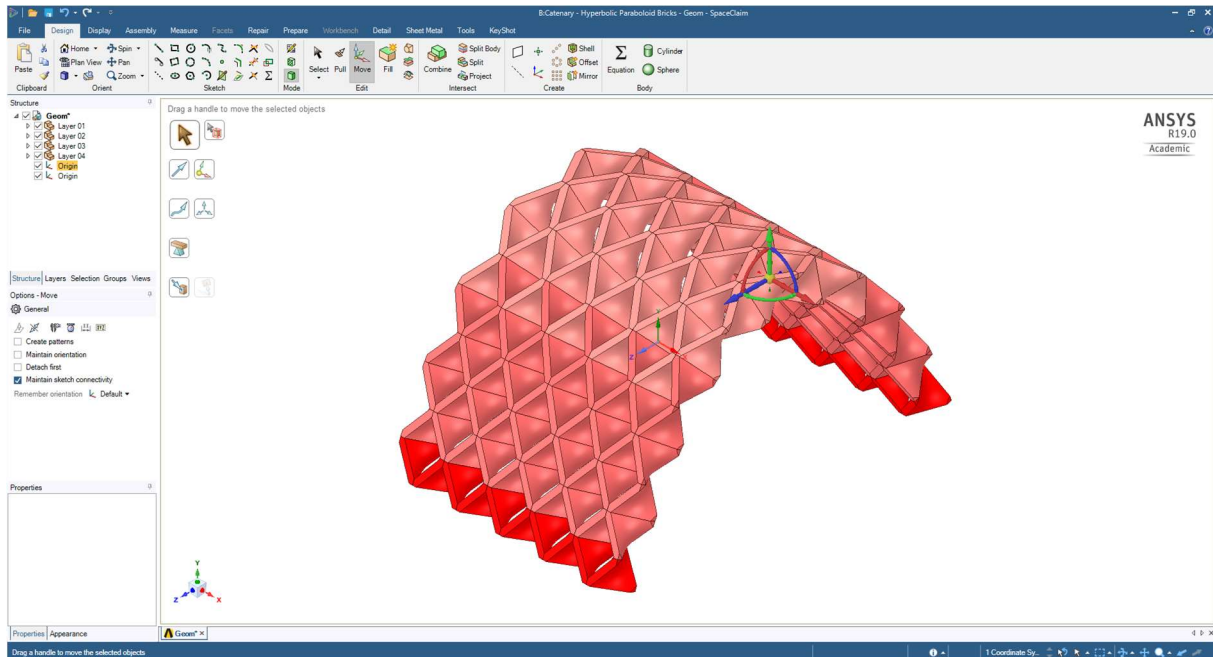 B:Catenary - Hyperbolic Paraboloid Bricks - Geom - SpaceClaim
File Design Display Assembly Measure Facets Repair Prepare Workbench Detail Sheet Metal Tools KeyShot
Paste
Home Spin
Plan View Pan
Zoom
Select Pull Move Fill
Combine
Split Body
Split
Project
Shell
Offset
Mirror
Equation
Cylinder
Sphere
Clipboard Orient Sketch Mode Edit Intersect Create Body
Structure
Geom*
Layer 01
Layer 02
Layer 03
Layer 04
Origin
Origin
Structure Layers Selection Groups Views
Options - Move
General
Create patterns
Maintain orientation
Detach first
Maintain sketch connectivity
Remember orientation Default
Properties
Properties Appearance
Drag a handle to move the selected objects
ANSYS
R19.0
Academic
Y
Z
X
Y
Z
X
Geom*
Drag a handle to move the selected objects
1 Coordinate Sy...